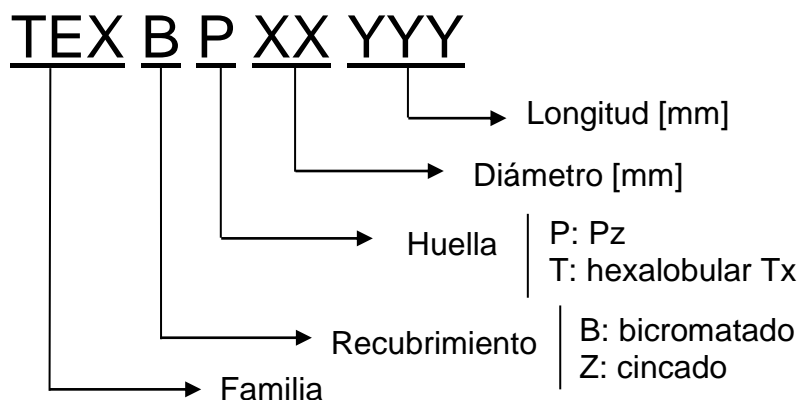 TEX B P XX YYY
Longitud [mm]
Diámetro [mm]
Huella
P: Pz
T: hexalobular Tx
Recubrimiento
B: bicromatado
Z: cincado
Familia